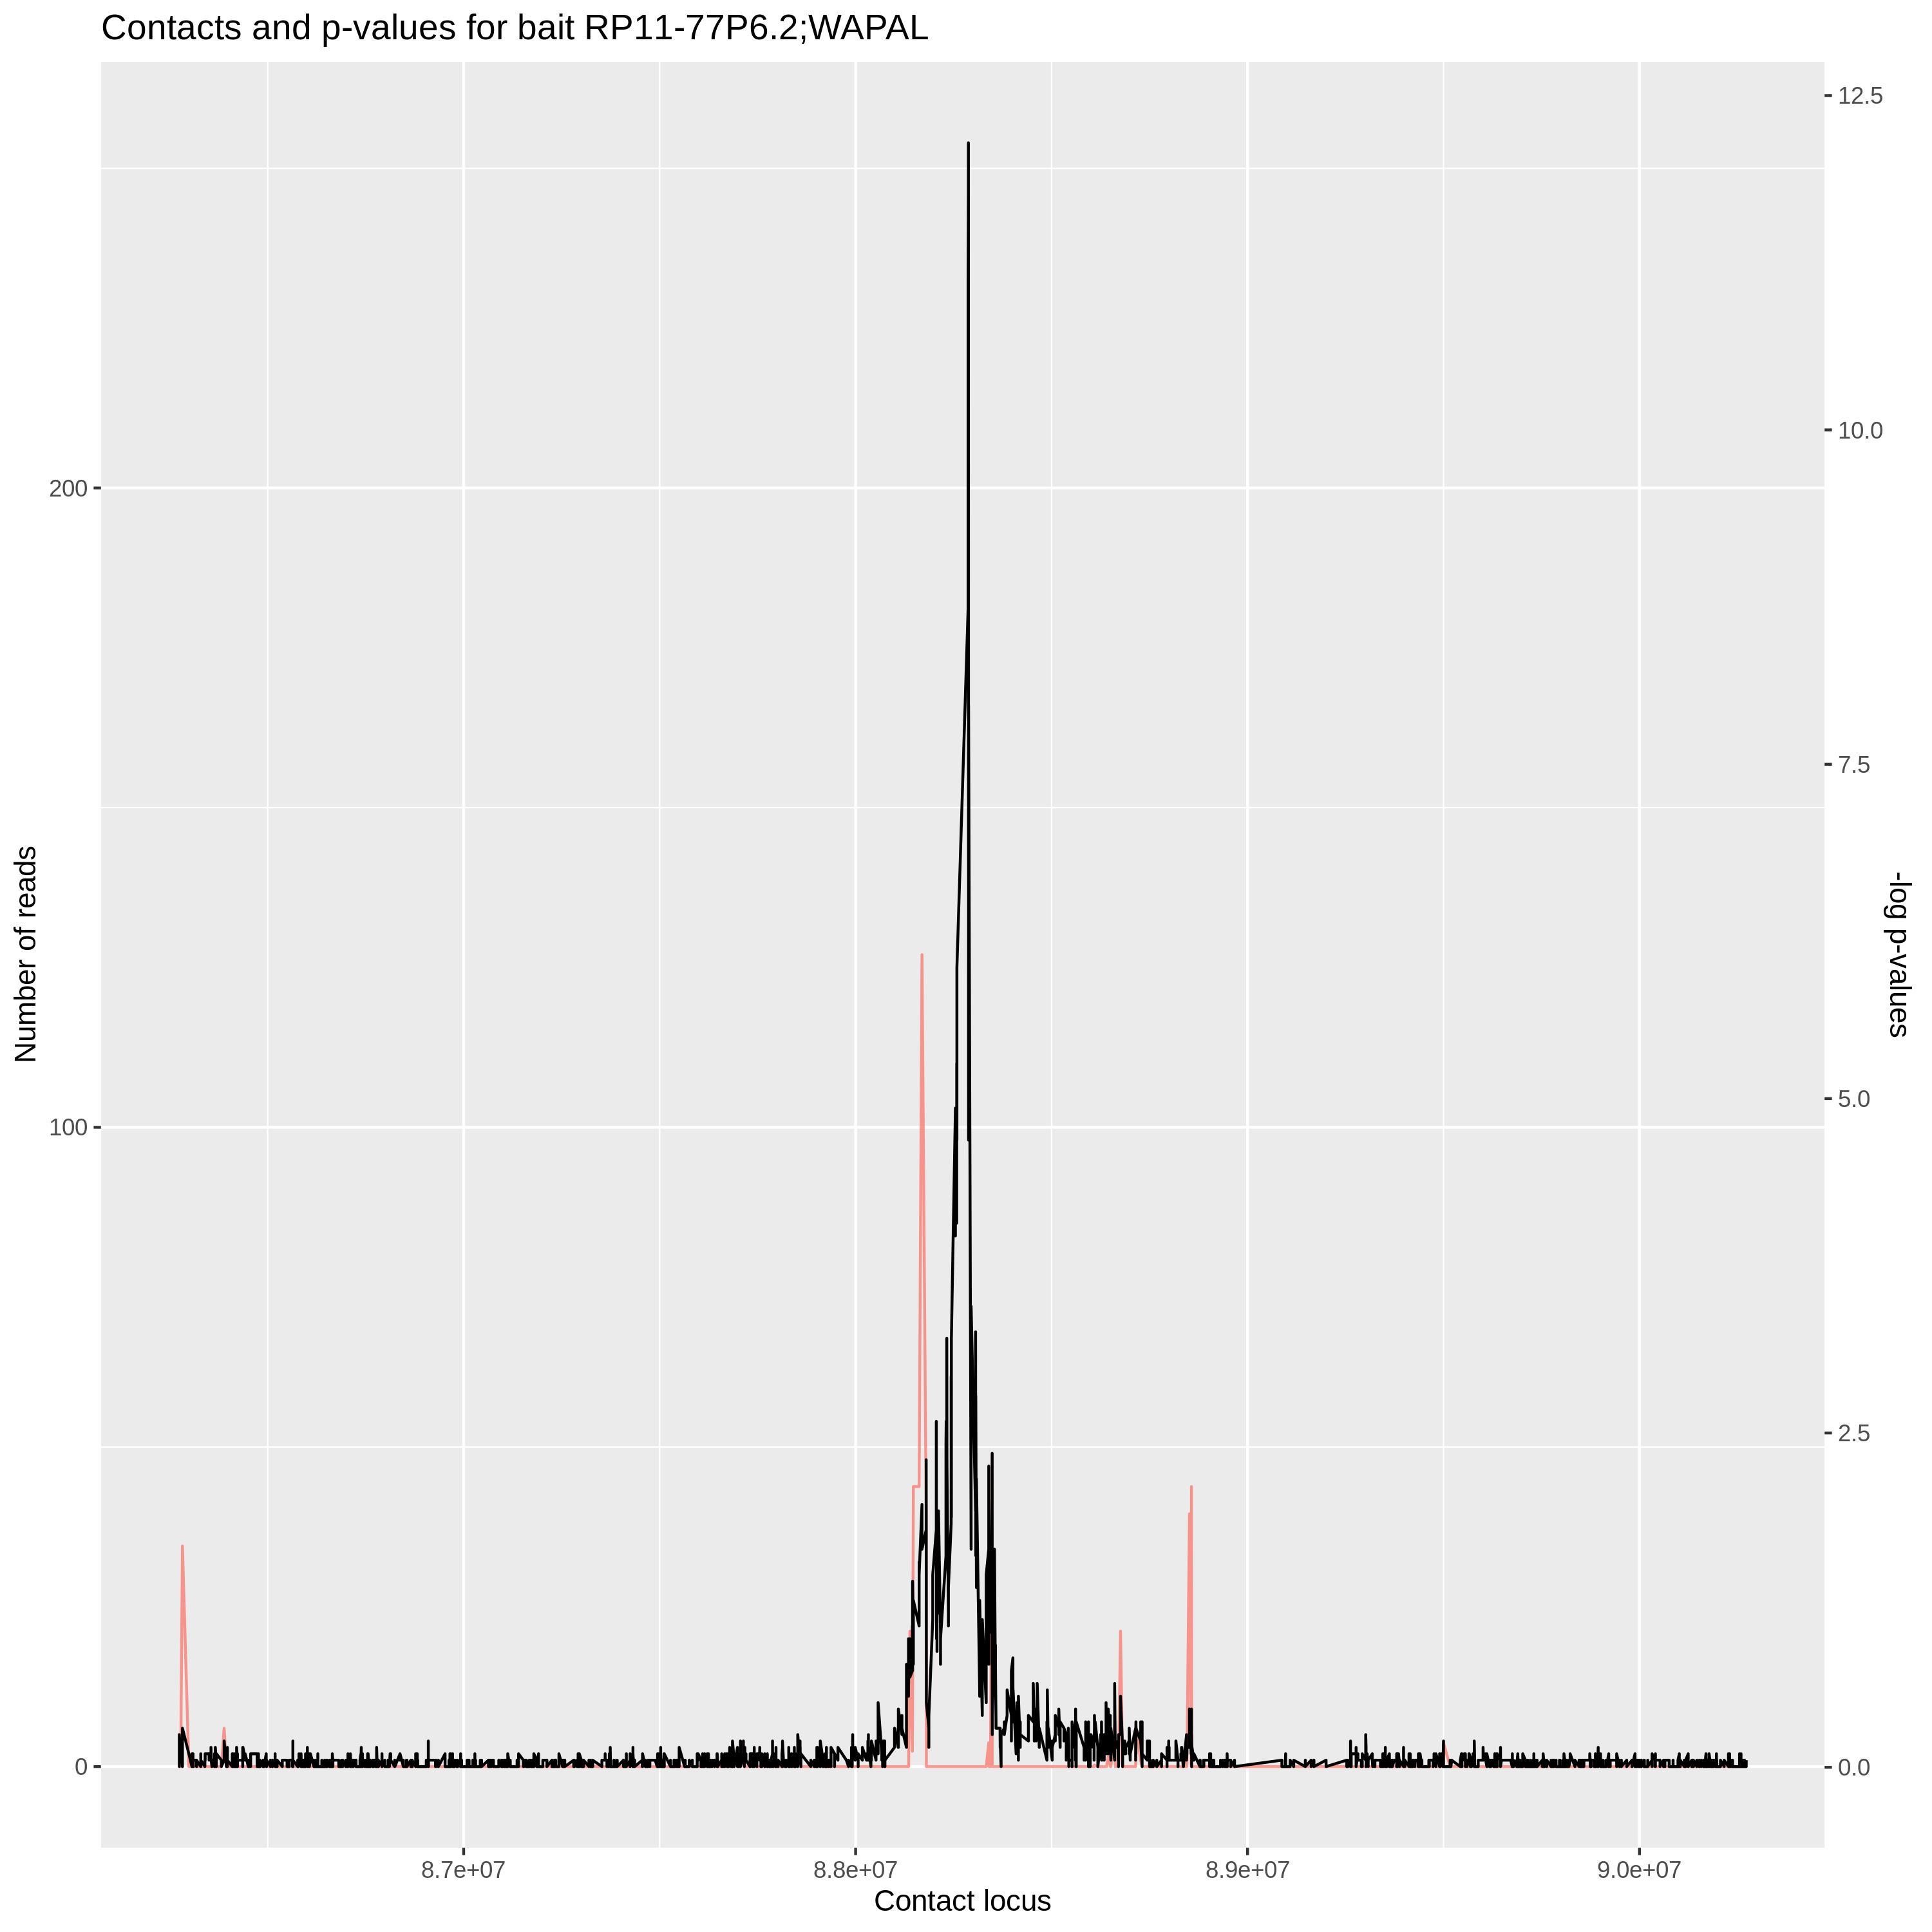 Contacts and p-values for bait RP11-77P6.2;WAPAL
12.5
10.0
200
7.5
Number of reads
-log p-values
100
5.0
2.5
0
0.0
8.7e+07
8.8e+07
8.9e+07
9.0e+07
Contact locus